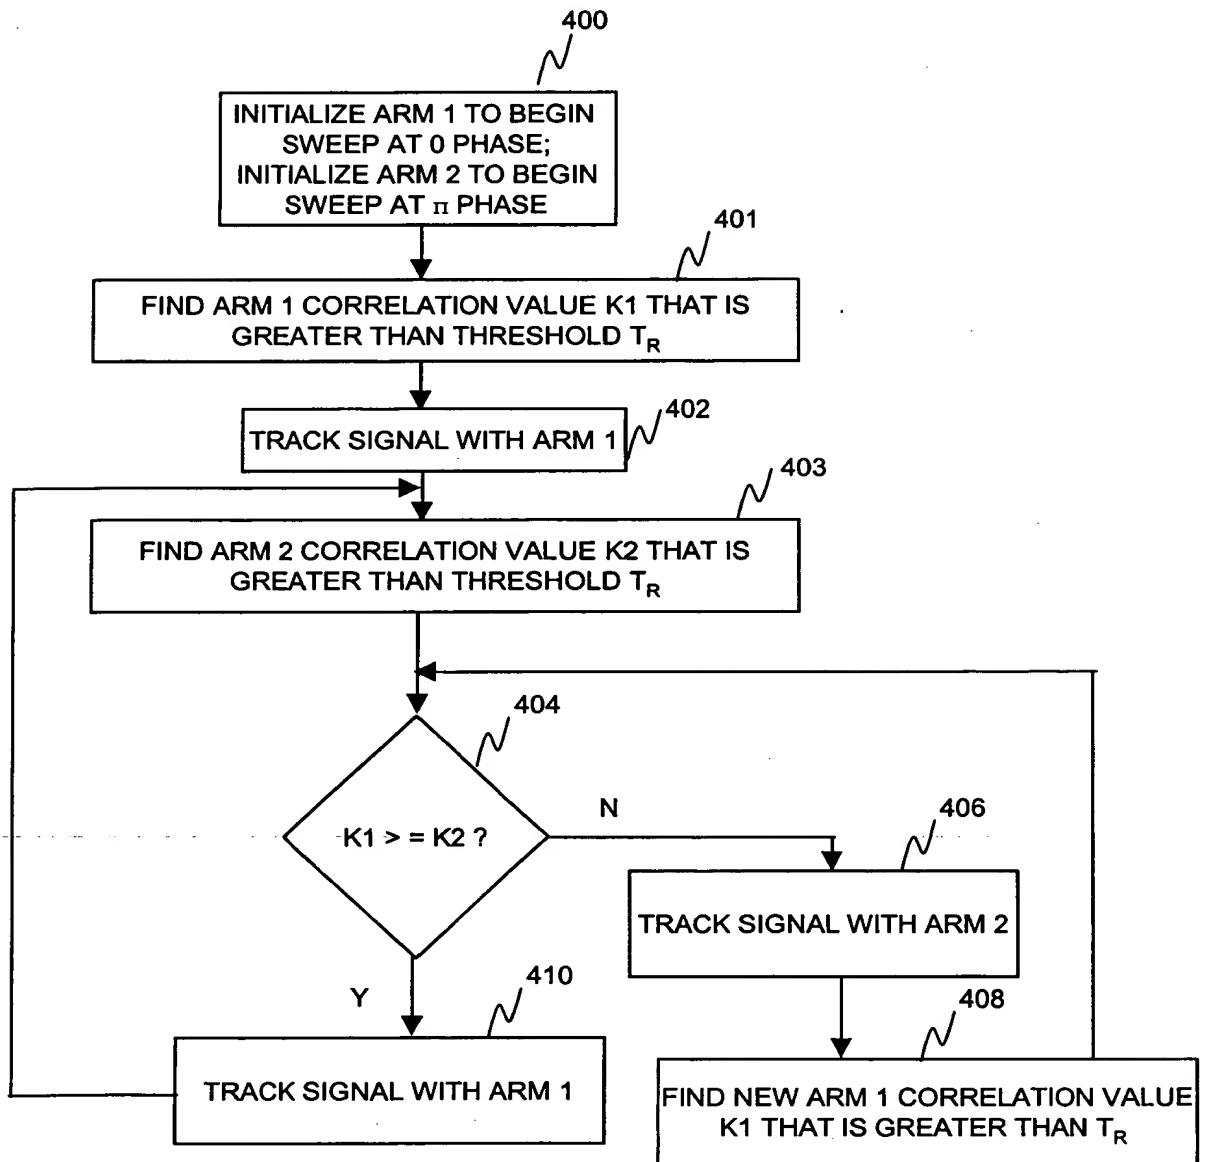 400
INITIALIZE ARM 1 TO BEGIN
SWEEP AT 0 PHASE;
INITIALIZE ARM 2 TO BEGIN
SWEEP AT π PHASE
401
FIND ARM 1 CORRELATION VALUE K1 THAT IS
GREATER THAN THRESHOLD TR
402
TRACK SIGNAL WITH ARM 1
403
FIND ARM 2 CORRELATION VALUE K2 THAT IS
GREATER THAN THRESHOLD TR
404
K1 > = K2 ?
N
406
TRACK SIGNAL WITH ARM 2
Y
410
TRACK SIGNAL WITH ARM 1
408
FIND NEW ARM 1 CORRELATION VALUE
K1 THAT IS GREATER THAN TR